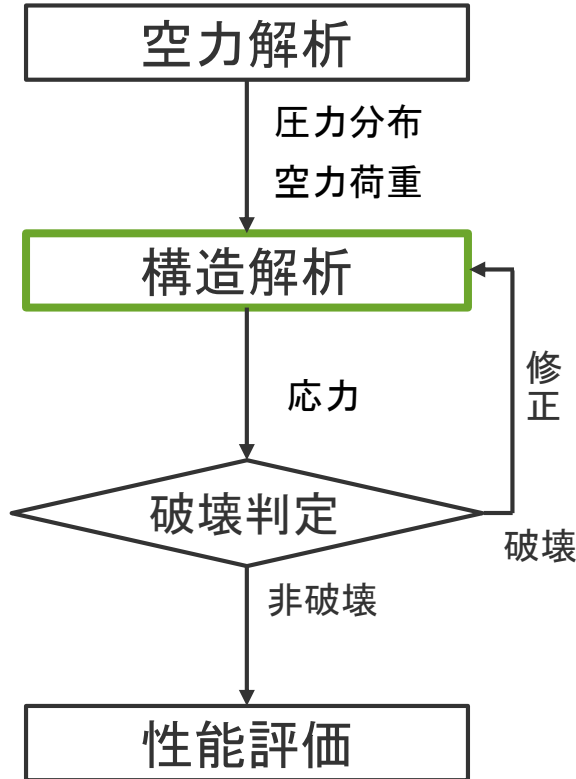 空力解析
圧力分布
空力荷重
構造解析
応力
修正
破壊判定
破壊
非破壊
性能評価